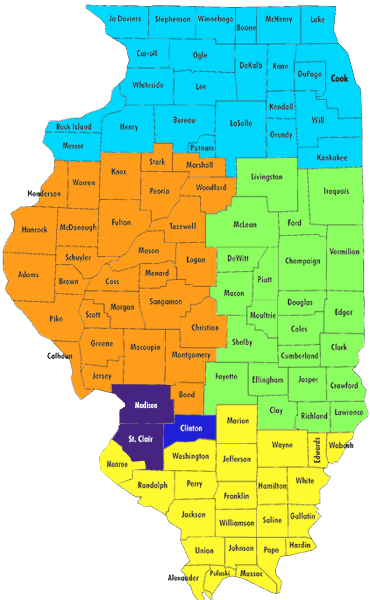 Jo Daviess Stephenson Winnebago Boone McHenry Lake
Carroll Ogle DeKalb Kane DuPage Cook
Whiteside Lee Kendall Will
Rock Island Henry Bureau LaSalle Grundy
Mercer Putnam Kankakee
Stark Marshall
Henderson Warren Knox Peoria Woodford Livingston Iroquois
Hancock McDonough Fulton Tazewell McLean Ford
Schuyler Mason Logan DeWitt Champaign Vermilion
Adams Brown Cass Menard Piatt
Macon
Pike Scott Morgan Sangamon Christian Moultrie Douglas Edgar
Coles
Greene Macoupin Shelby Clark
Calhoun Montgomery Cumberland
Jersey Fayette Effingham Jasper Crawford
Madison Bond Clay Richland Lawrence
St. Clair Clinton Marion Wayne Edwards Wabash
Monroe Washington Jefferson
Randolph Perry Hamilton White
Franklin
Jackson Williamson Saline Gallatin
Union Johnson Pope Hardin
Alexander Pulaski Massac